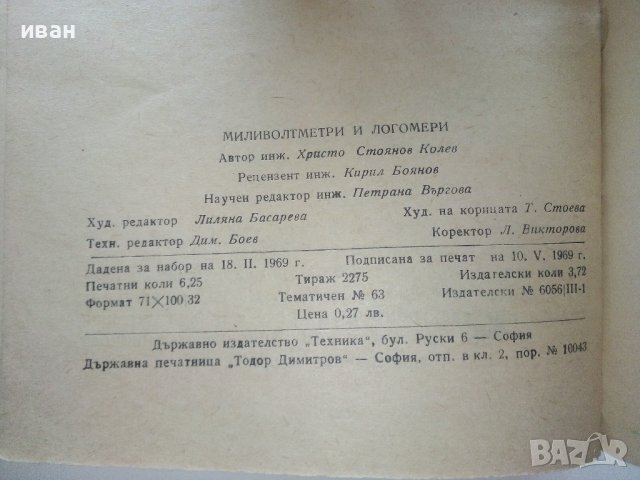 иван
МИЛИВОЛТМЕТРИ И ЛОГОМЕРИ
Автор инж. Христо Стоянов Колев
Рецензент инж. Кирил Боянов
Научен редактор инж. Петрана Въргова
Худ. редактор Лиляна Басарева Худ. на корицата Т. Стоева
Техн. редактор Дим. Боев Коректор Л. Викторова
Дадена за набор на 18. II. 1969 г. Подписана за печат на 10. V. 1969 г.
Печатни коли 6,25 Тираж 2275 Издателски коли 3,72
Формат 71×100/32 Тематичен № 63 Издателски № 6056/III-1
Цена 0,27 лв.
Държавно издателство „Техника“, бул. Руски 6 — София
Държавна печатница „Тодор Димитров“ — София, отп. в кл. 2, пор. № 10043
BAZAR